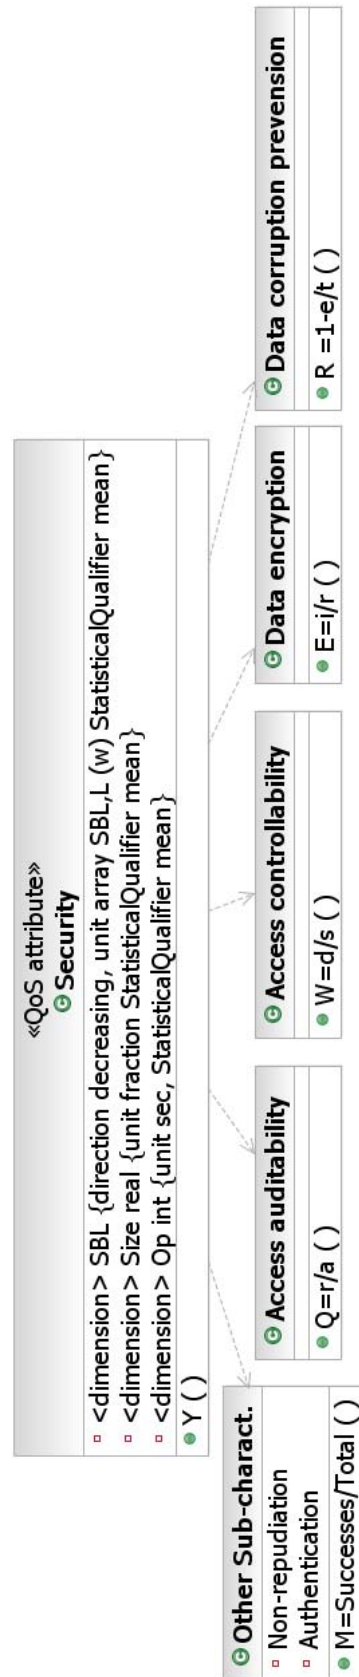 «QoS attribute»
Security
<dimension> SBL {direction decreasing, unit array SBL,L (w) StatisticalQualifier mean}
<dimension> Size real {unit fraction StatisticalQualifier mean}
<dimension> Op int {unit sec, StatisticalQualifier mean}
Y ( )
Other Sub-charact.
Non-repudiation
Authentication
M=Successes/Total ( )
Access auditability
Q=r/a ( )
Access controllability
W=d/s ( )
Data encryption
E=i/r ( )
Data corruption prevension
R =1-e/t ( )